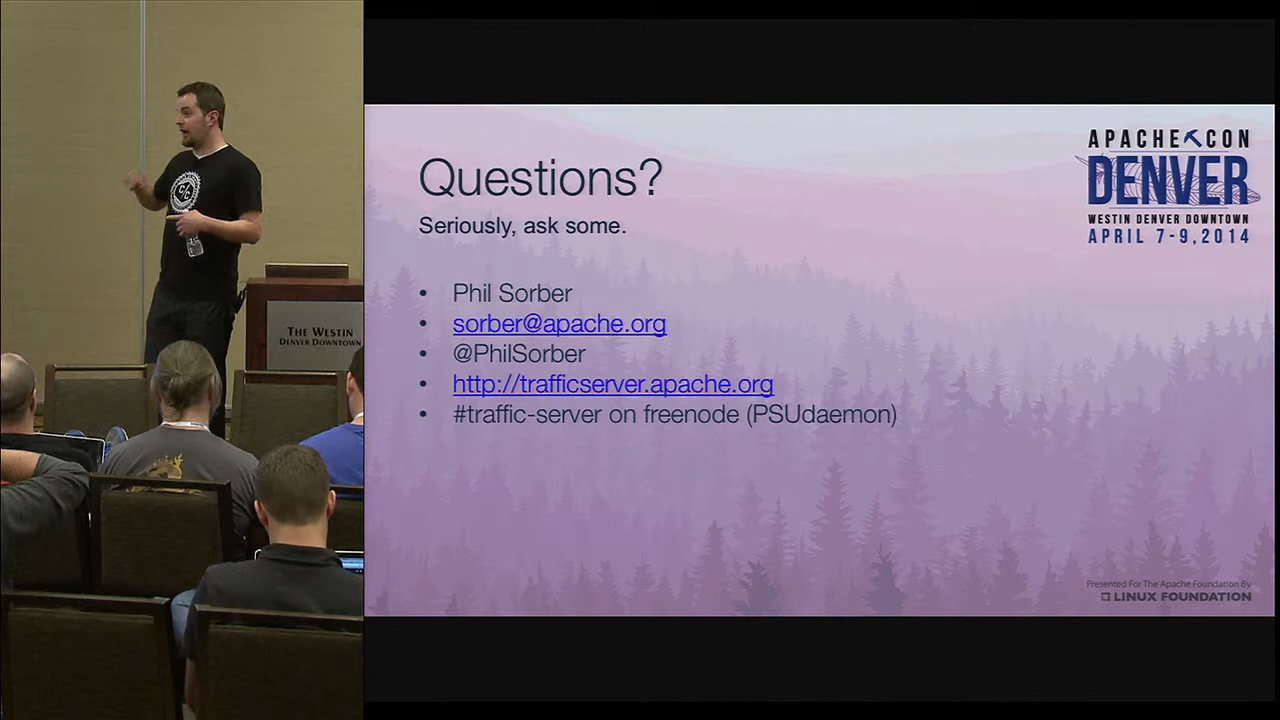 THE WESTIN
DENVER DOWNTOWN
Questions?
Seriously, ask some.
• Phil Sorber
• sorber@apache.org
• @PhilSorber
• http://trafficserver.apache.org
• #traffic-server on freenode (PSUdaemon)
APACHE CON
DENVER
WESTIN DENVER DOWNTOWN
APRIL 7-9, 2014
Presented For The Apache Foundation By
LINUX FOUNDATION